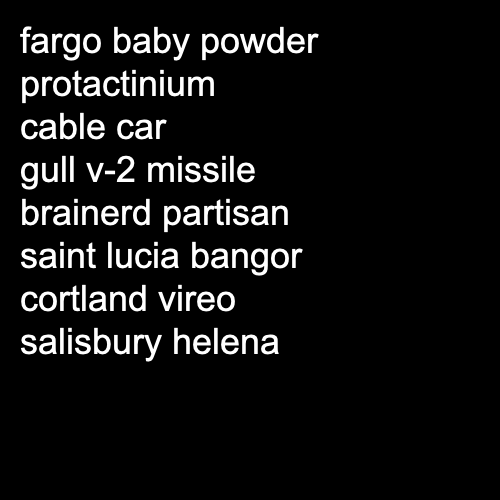 fargo baby powder
protactinium
cable car
gull v-2 missile
brainerd partisan
saint lucia bangor
cortland vireo
salisbury helena